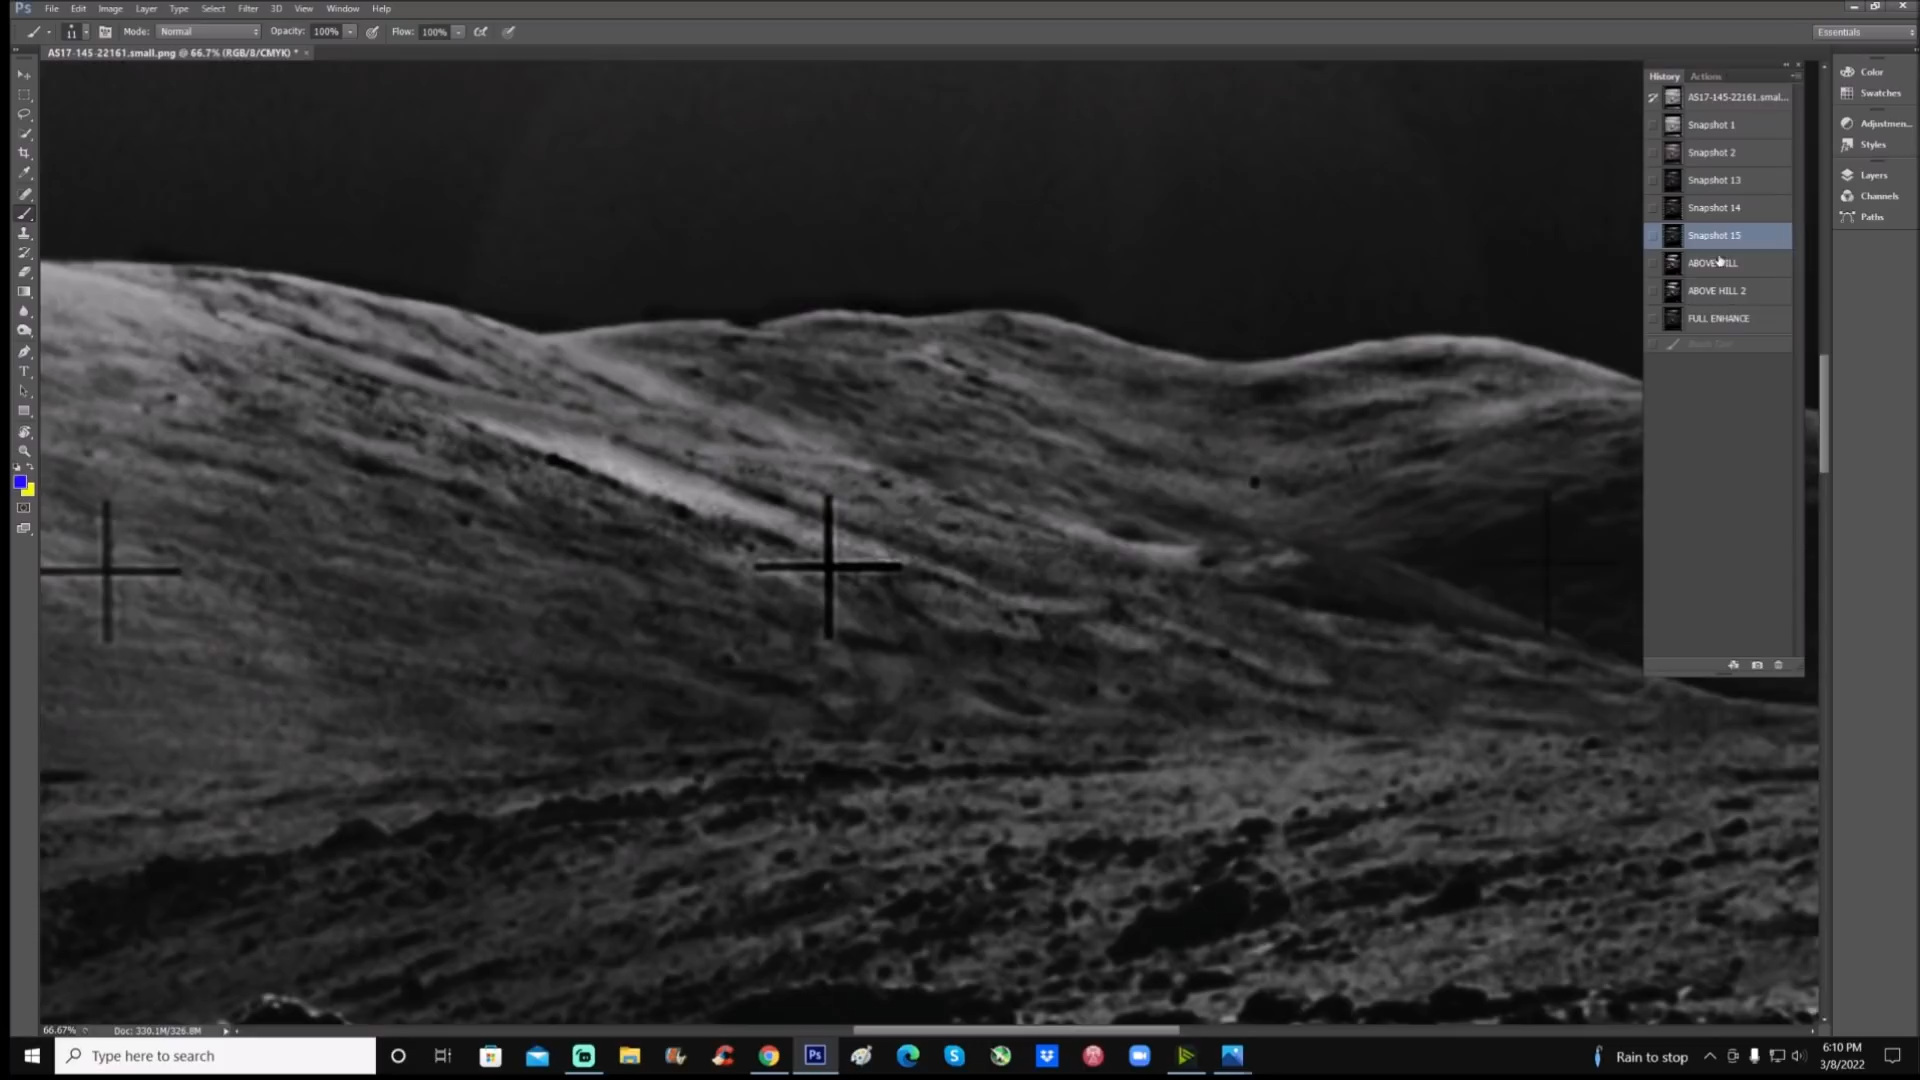 Ps File Edit Image Layer Type Select Filter 3D View Window Help
11 Mode: Normal Opacity: 100% Flow: 100% Essentials
AS17-145-22161.small.png @ 66.7% (RGB/8/CMYK) * ×
History Actions
AS17-145-22161.smal...
Snapshot 1
Snapshot 2
Snapshot 13
Snapshot 14
Snapshot 15
ABOVE HILL
ABOVE HILL 2
FULL ENHANCE
Color
Swatches
Adjustmen...
Styles
Layers
Channels
Paths
66.67% Doc: 330.1M/326.8M
Type here to search
Ps
Rain to stop
6:10 PM
3/8/2022